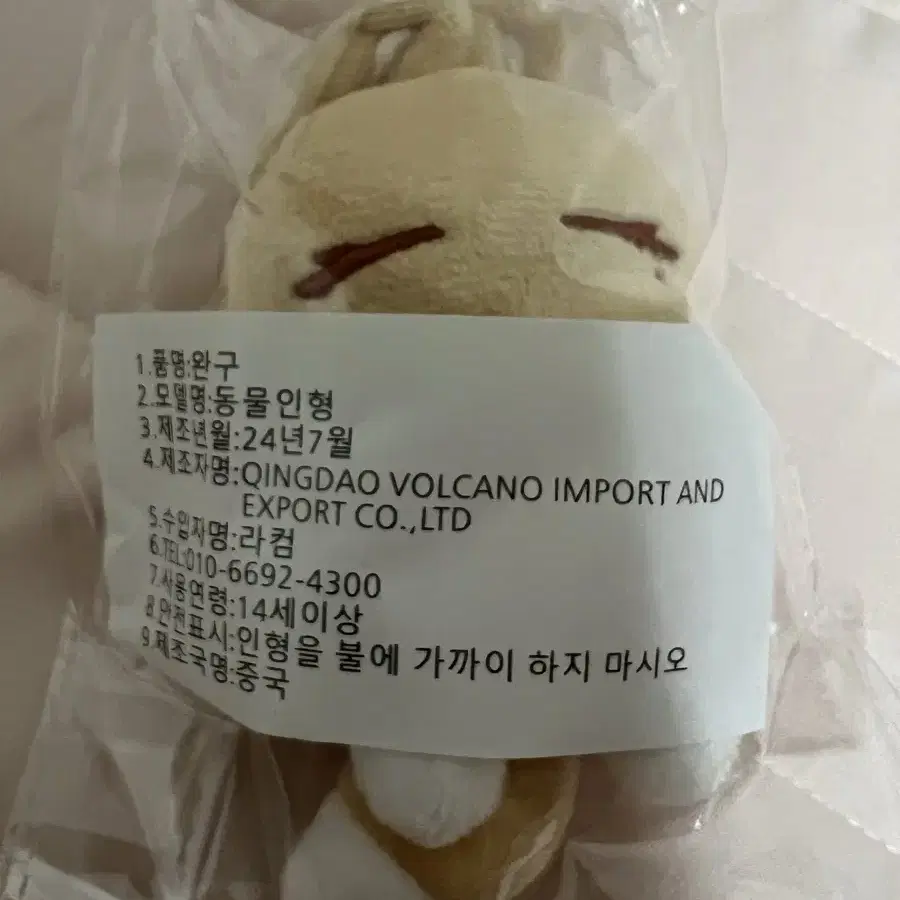 1.품명:완구
2.모델명:동물인형
3.제조년월:24년7월
4.제조자명:QINGDAO VOLCANO IMPORT AND
EXPORT CO.,LTD
5.수입자명:라컴
6.TEL:010-6692-4300
7.사용연령:14세이상
8 안전표시:인형을 불에 가까이 하지 마시오
9.제조국명:중국